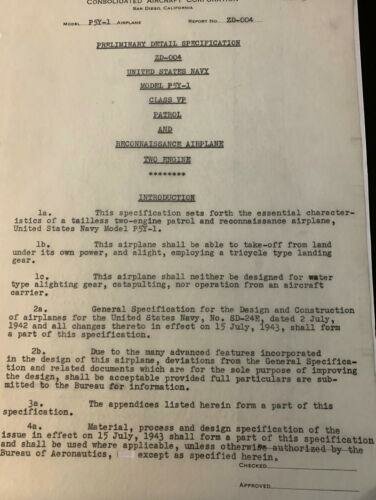 CONSOLIDATED AIRCRAFT CORPORATION
SAN DIEGO, CALIFORNIA
MODEL P5Y-1 AIRPLANE REPORT NO. ZD-004
PRELIMINARY DETAIL SPECIFICATION
ZD-004
UNITED STATES NAVY
MODEL P5Y-1
CLASS VP
PATROL
AND
RECONNAISSANCE AIRPLANE
TWO ENGINE
********
INTRODUCTION
1a. This specification sets forth the essential character-
istics of a tailless two-engine patrol and reconnaissance airplane,
United States Navy Model P5Y-1.
1b. This airplane shall be able to take-off from land
under its own power, and alight, employing a tricycle type landing
gear.
1c. This airplane shall neither be designed for water
type alighting gear, catapulting, nor operation from an aircraft
carrier.
2a. General Specification for the Design and Construction
of airplanes for the United States Navy, No. SD-24E, dated 2 July,
1942 and all changes thereto in effect on 15 July, 1943, shall form
a part of this specification.
2b. Due to the many advanced features incorporated
in the design of this airplane, deviations from the General Specifica-
tion and related documents which are for the sole purpose of improving
the design, shall be acceptable provided full particulars are sub-
mitted to the Bureau for information.
3a. The appendices listed herein form a part of this
specification.
4a. Material, process and design specification of the
issue in effect on 15 July, 1943 shall form a part of this specification
and shall be used where applicable, unless otherwise authorized by the
Bureau of Aeronautics, except as specified herein.
CHECKED
APPROVED